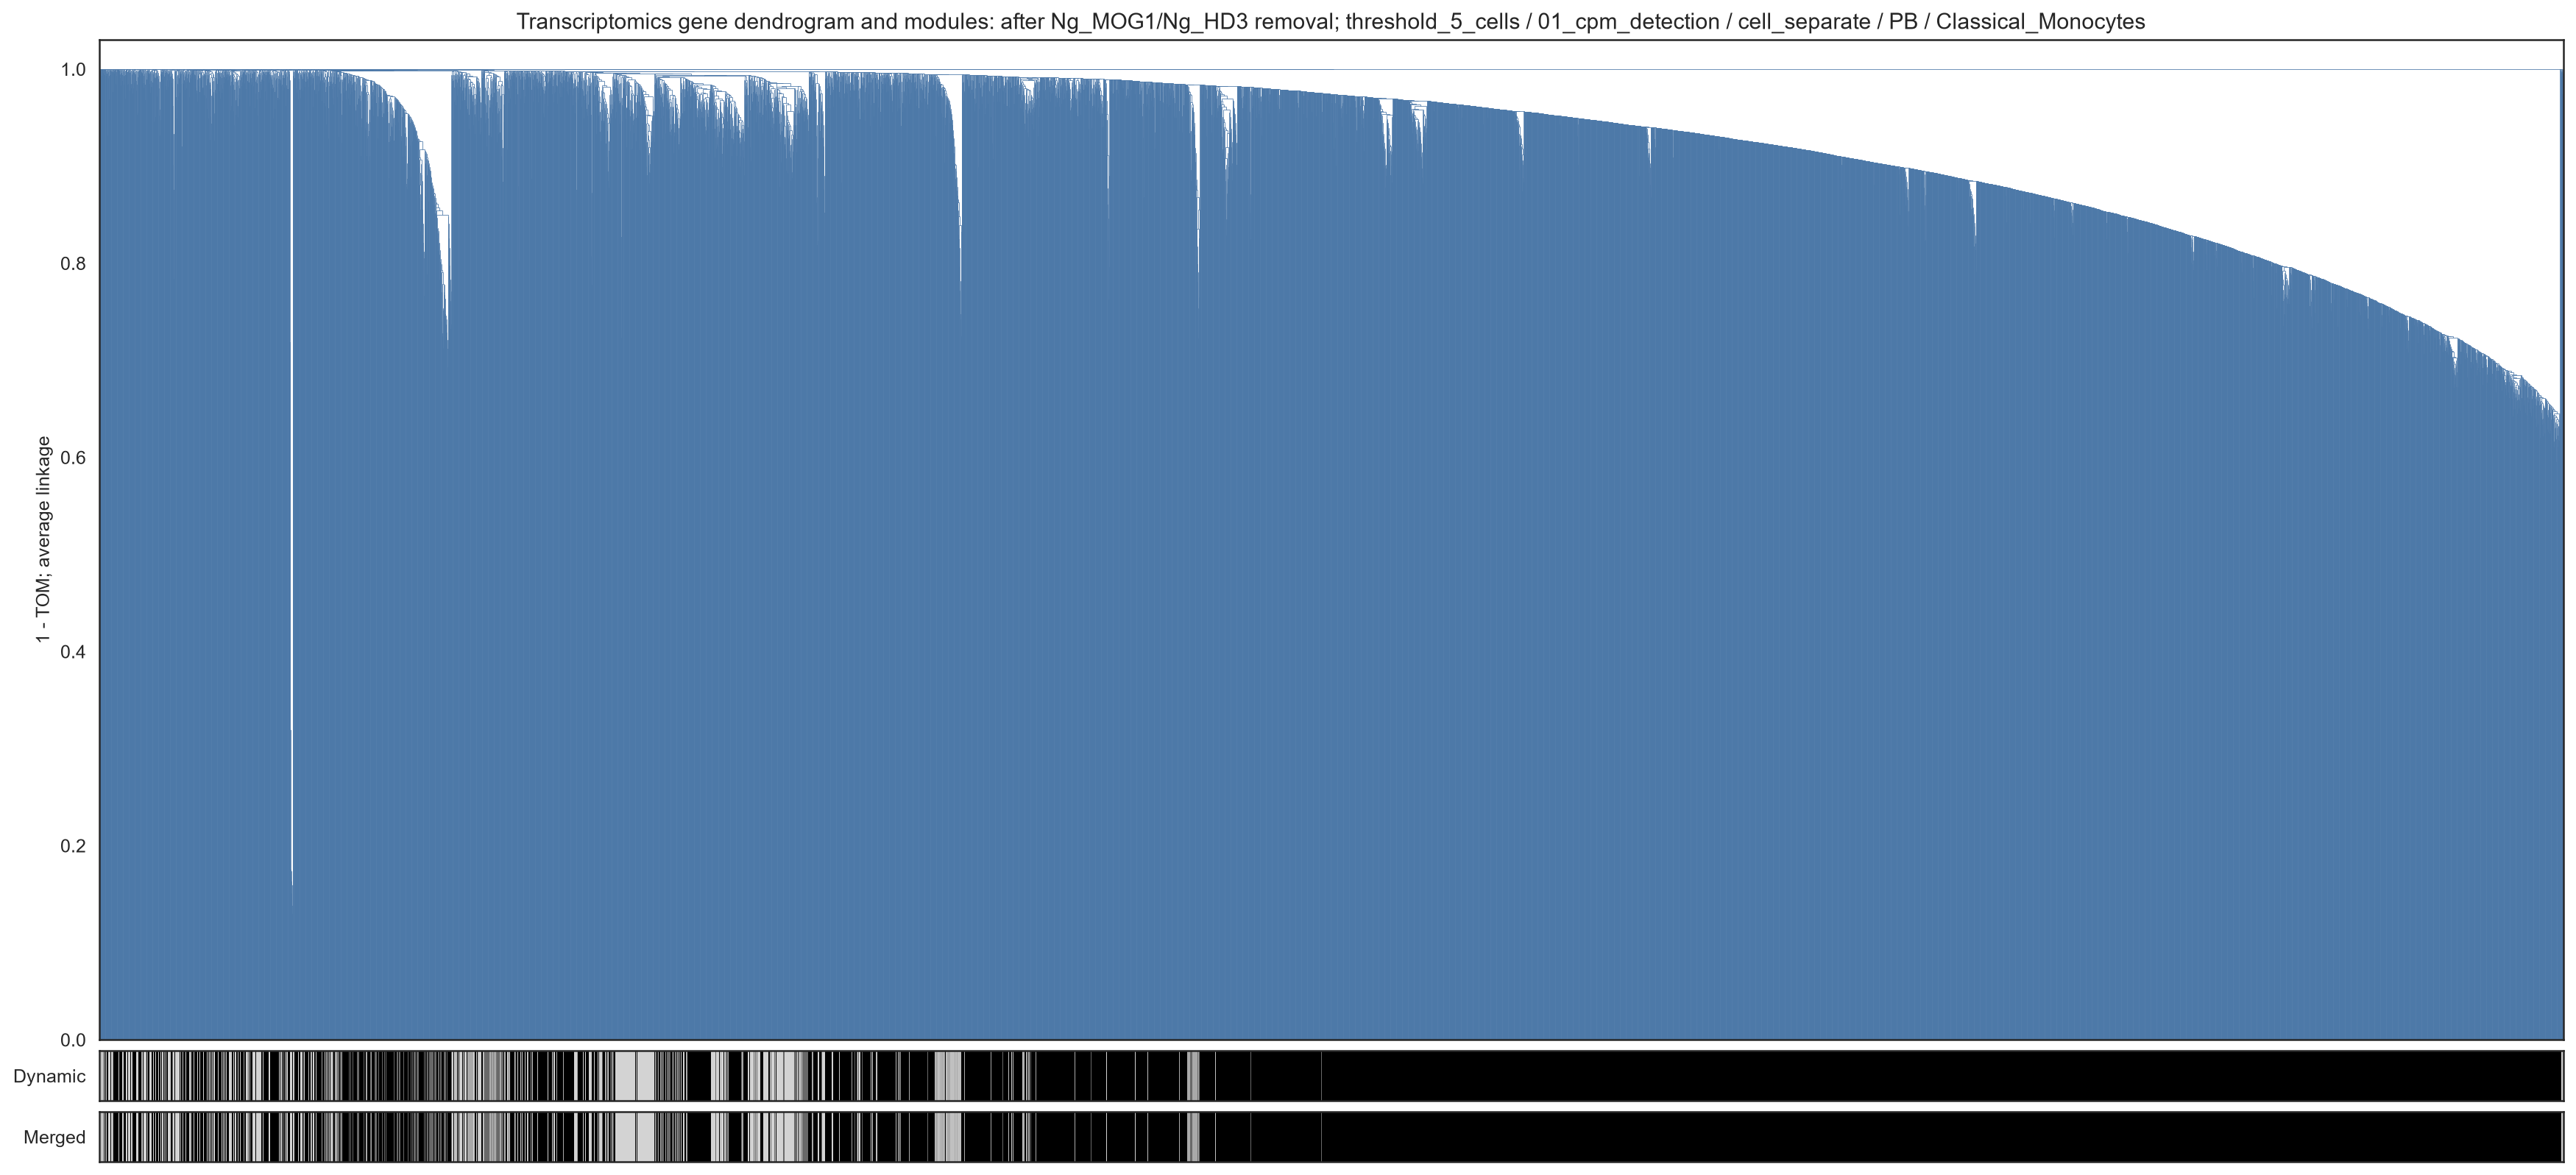 Transcriptomics gene dendrogram and modules: after Ng_MOG1/Ng_HD3 removal; threshold_5_cells / 01_cpm_detection / cell_separate / PB / Classical_Monocytes
1.0
0.8
0.6
0.4
0.2
0.0
1 - TOM; average linkage
Dynamic
Merged